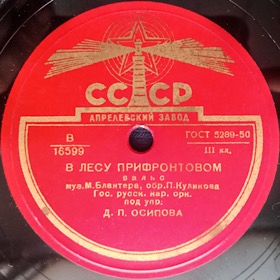 СССР
АПРЕЛЕВСКИЙ ЗАВОД
В
16599
ГОСТ 5289-50
III кл.
В ЛЕСУ ПРИФРОНТОВОМ
вальс
муз. М. Блантера, обр. П. Куликова
Гос. русск. нар. орк.
под упр.
Д. П. ОСИПОВА